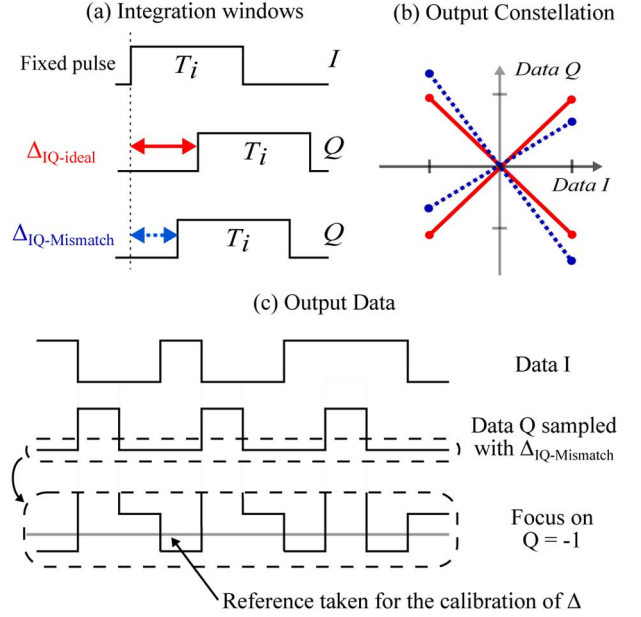 (a) Integration windows
Fixed pulse
T_i
I
Δ_IQ-ideal
T_i
Q
Δ_IQ-Mismatch
T_i
Q
(b) Output Constellation
Data Q
Data I
(c) Output Data
Data I
Data Q sampled
with Δ_IQ-Mismatch
Focus on
Q = -1
Reference taken for the calibration of Δ